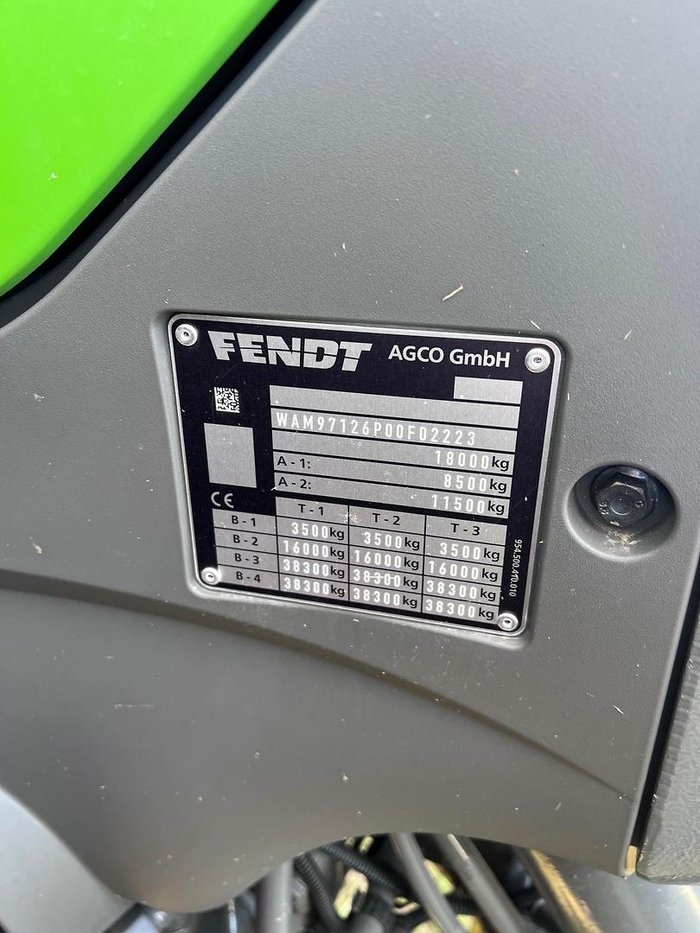 FENDT AGCO GmbH
WAM97126P00F02223
18000kg
A - 1: 8500kg
A - 2: 11500kg
CE
T - 1 T - 2 T - 3
B - 1 3500kg 3500kg 3500kg
B - 2 16000kg 16000kg 16000kg
B - 3 38300kg 38300kg 38300kg
B - 4 38300kg 38300kg 38300kg
954.500.410.010